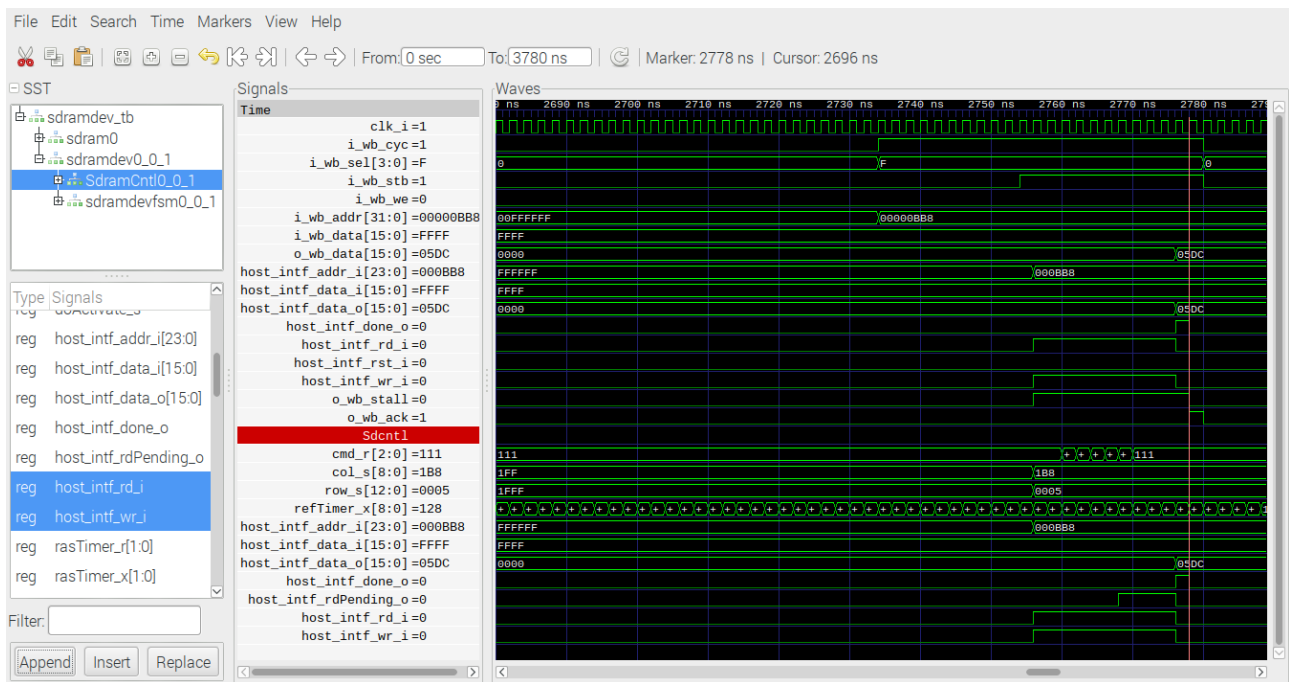 File Edit Search Time Markers View Help
From: 0 sec To: 3780 ns Marker: 2778 ns | Cursor: 2696 ns
SST
sdramdev_tb
sdram0
sdramdev0_0_1
SdramCntl0_0_1
sdramdevfsm0_0_1
Type Signals
reg doActivate_s
reg host_intf_addr_i[23:0]
reg host_intf_data_i[15:0]
reg host_intf_data_o[15:0]
reg host_intf_done_o
reg host_intf_rdPending_o
reg host_intf_rd_i
reg host_intf_wr_i
reg rasTimer_r[1:0]
reg rasTimer_x[1:0]
Filter:
Append Insert Replace
Signals
Time
clk_i=1
i_wb_cyc=1
i_wb_sel[3:0]=F
i_wb_stb=1
i_wb_we=0
i_wb_addr[31:0]=00000BB8
i_wb_data[15:0]=FFFF
o_wb_data[15:0]=05DC
host_intf_addr_i[23:0]=000BB8
host_intf_data_i[15:0]=FFFF
host_intf_data_o[15:0]=05DC
host_intf_done_o=0
host_intf_rd_i=0
host_intf_rst_i=0
host_intf_wr_i=0
o_wb_stall=0
o_wb_ack=1
Sdcntl
cmd_r[2:0]=111
col_s[8:0]=1B8
row_s[12:0]=0005
refTimer_x[8:0]=128
host_intf_addr_i[23:0]=000BB8
host_intf_data_i[15:0]=FFFF
host_intf_data_o[15:0]=05DC
host_intf_done_o=0
host_intf_rdPending_o=0
host_intf_rd_i=0
host_intf_wr_i=0
Waves
ns 2690 ns 2700 ns 2710 ns 2720 ns 2730 ns 2740 ns 2750 ns 2760 ns 2770 ns 2780 ns 279
0 F 0
00FFFFFF 00000BB8
FFFF
0000 05DC
FFFFFF 000BB8
FFFF
0000 05DC
111 + + + + + 111
1FF 1B8
1FFF 0005
+ + + + + + + + + + + + + + + + + + + + + + + + + + + + + + + + + + + + + + + + + + + + + + + + + + + + + 1
FFFFFF 000BB8
FFFF
0000 05DC